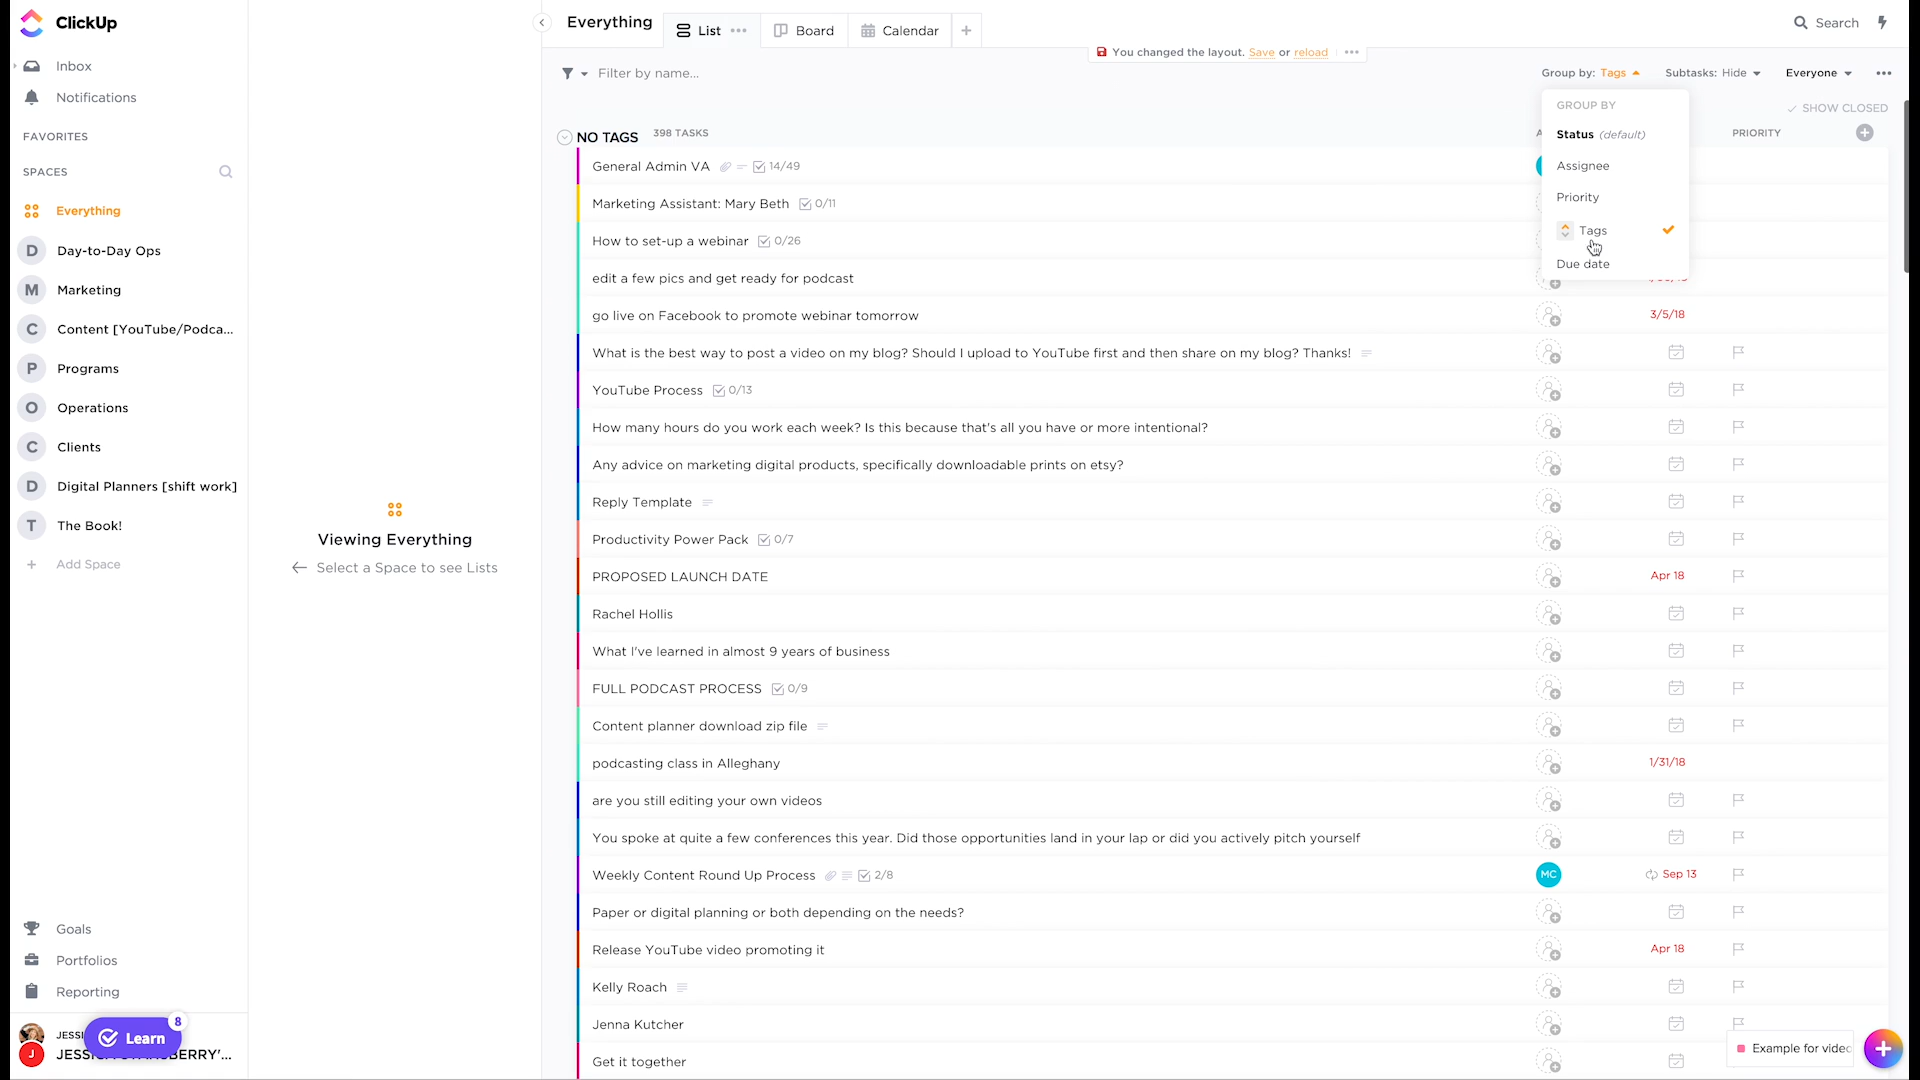 ClickUp
Inbox
Notifications
FAVORITES
SPACES
Everything
D Day-to-Day Ops
M Marketing
C Content [YouTube/Podca...
P Programs
O Operations
C Clients
D Digital Planners [shift work]
T The Book!
+ Add Space
Goals
Portfolios
Reporting
Learn
8
J
Viewing Everything
← Select a Space to see Lists
Everything
List
Board
Calendar
Search
You changed the layout. Save or reload
Filter by name...
Group by: Tags
Subtasks: Hide
Everyone
SHOW CLOSED
GROUP BY
Status (default)
Assignee
Priority
Tags
Due date
NO TAGS 398 TASKS
PRIORITY
General Admin VA 14/49
Marketing Assistant: Mary Beth 0/11
How to set-up a webinar 0/26
edit a few pics and get ready for podcast
go live on Facebook to promote webinar tomorrow 3/5/18
What is the best way to post a video on my blog? Should I upload to YouTube first and then share on my blog? Thanks!
YouTube Process 0/13
How many hours do you work each week? Is this because that's all you have or more intentional?
Any advice on marketing digital products, specifically downloadable prints on etsy?
Reply Template
Productivity Power Pack 0/7
PROPOSED LAUNCH DATE Apr 18
Rachel Hollis
What I've learned in almost 9 years of business
FULL PODCAST PROCESS 0/9
Content planner download zip file
podcasting class in Alleghany 1/31/18
are you still editing your own videos
You spoke at quite a few conferences this year. Did those opportunities land in your lap or did you actively pitch yourself
Weekly Content Round Up Process 2/8 MC Sep 13
Paper or digital planning or both depending on the needs?
Release YouTube video promoting it Apr 18
Kelly Roach
Jenna Kutcher
Get it together
Example for video